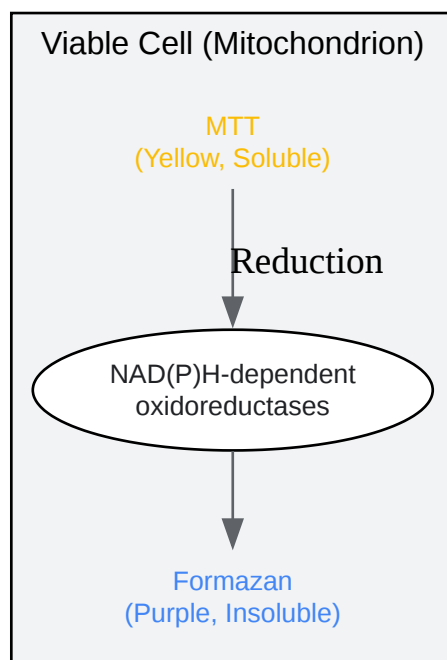 Viable Cell (Mitochondrion)
MTT
(Yellow, Soluble)
Reduction
NAD(P)H-dependent
oxidoreductases
Formazan
(Purple, Insoluble)